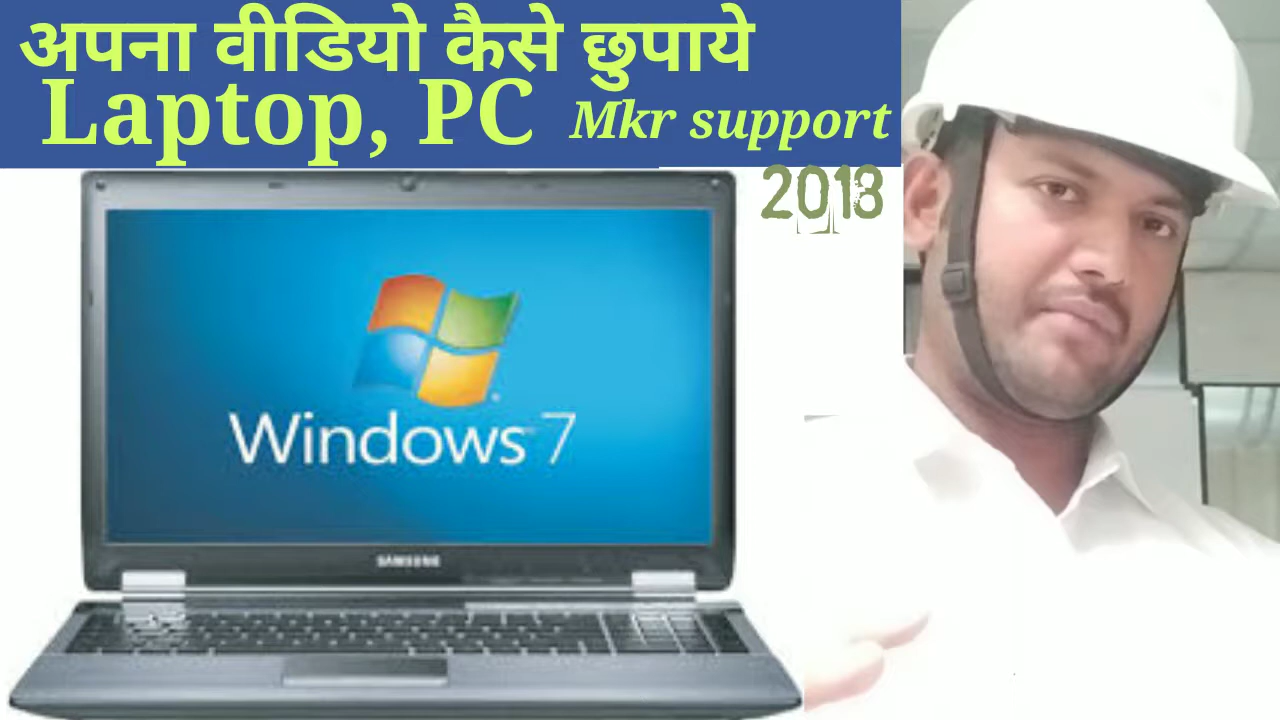 अपना वीडियो कैसे छुपाये
Laptop, PC Mkr support
2018
Windows 7
SAMSUNG